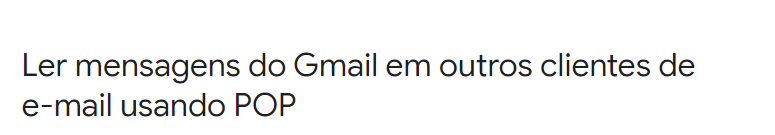 Ler mensagens do Gmail em outros clientes de
e-mail usando POP